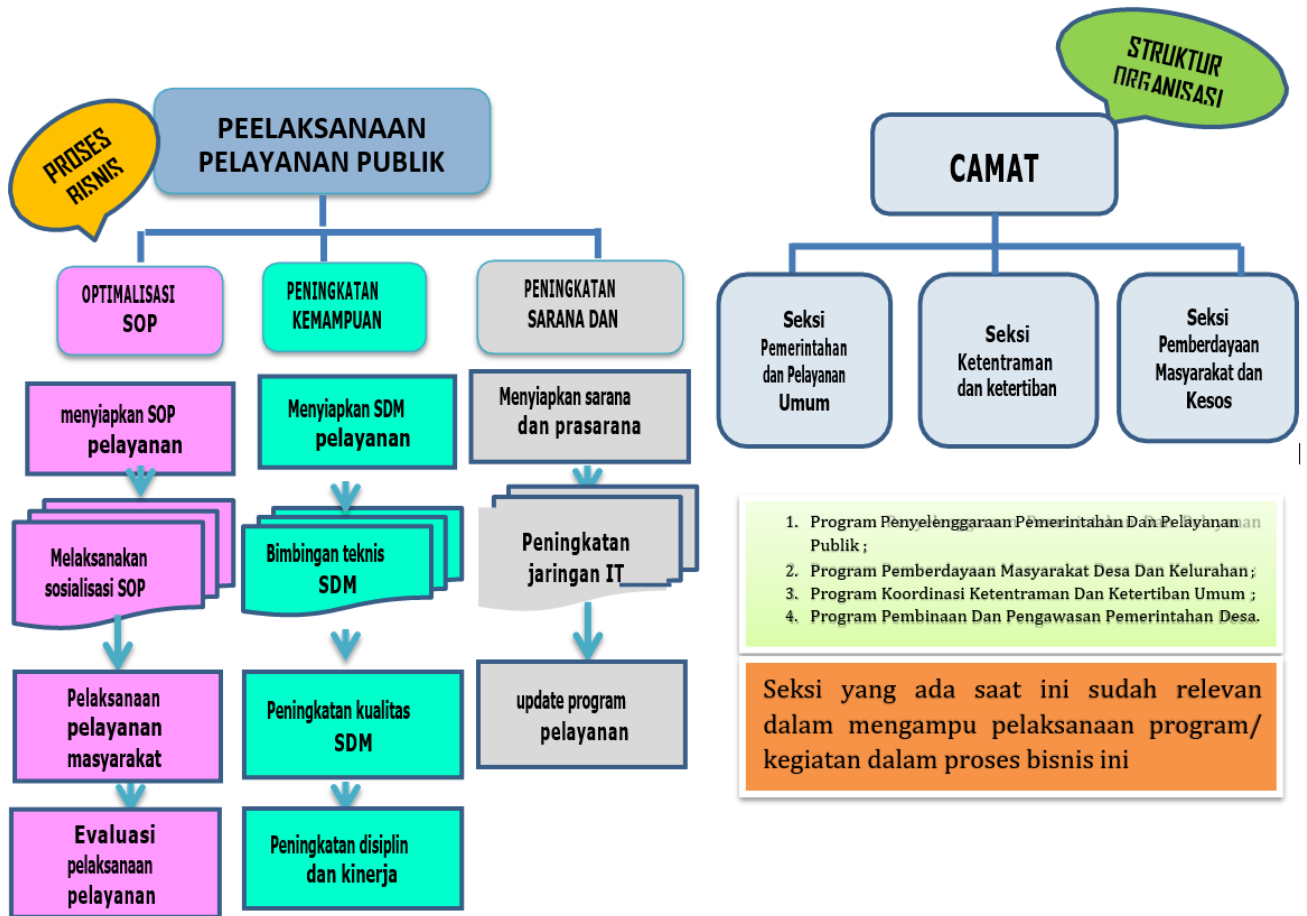 PROSES
BISNIS
PEELAKSANAAN
PELAYANAN PUBLIK
OPTIMALISASI
SOP
menyiapkan SOP
pelayanan
Melaksanakan
sosialisasi SOP
Pelaksanaan
pelayanan
masyarakat
Evaluasi
pelaksanaan
pelayanan
PENINGKATAN
KEMAMPUAN
Menyiapkan SDM
pelayanan
Bimbingan teknis
SDM
Peningkatan kualitas
SDM
Peningkatan disiplin
dan kinerja
PENINGKATAN
SARANA DAN
Menyiapkan sarana
dan prasarana
Peningkatan
jaringan IT
update program
pelayanan
STRUKTUR
ORGANISASI
CAMAT
Seksi
Pemerintahan
dan Pelayanan
Umum
Seksi
Ketentraman
dan ketertiban
Seksi
Pemberdayaan
Masyarakat dan
Kesos
1. Program Penyelenggaraan Pemerintahan Dan Pelayanan
Publik ;
2. Program Pemberdayaan Masyarakat Desa Dan Kelurahan ;
3. Program Koordinasi Ketentraman Dan Ketertiban Umum ;
4. Program Pembinaan Dan Pengawasan Pemerintahan Desa.
Seksi yang ada saat ini sudah relevan
dalam mengampu pelaksanaan program/
kegiatan dalam proses bisnis ini